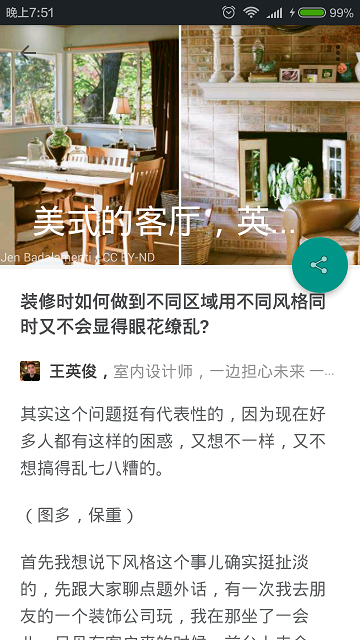 晚上7:51
99%
美式的客厅，英...
Jen Badalamenti / CC BY-ND
装修时如何做到不同区域用不同风格同
时又不会显得眼花缭乱?
王英俊，室内设计师，一边担心未来 一...
其实这个问题挺有代表性的，因为现在好
多人都有这样的困惑，又想不一样，又不
想搞得乱七八糟的。
（图多，保重）
首先我想说下风格这个事儿确实挺扯淡
的，先跟大家聊点题外话，有一次我去朋
友的一个装饰公司玩，我在那坐了一会